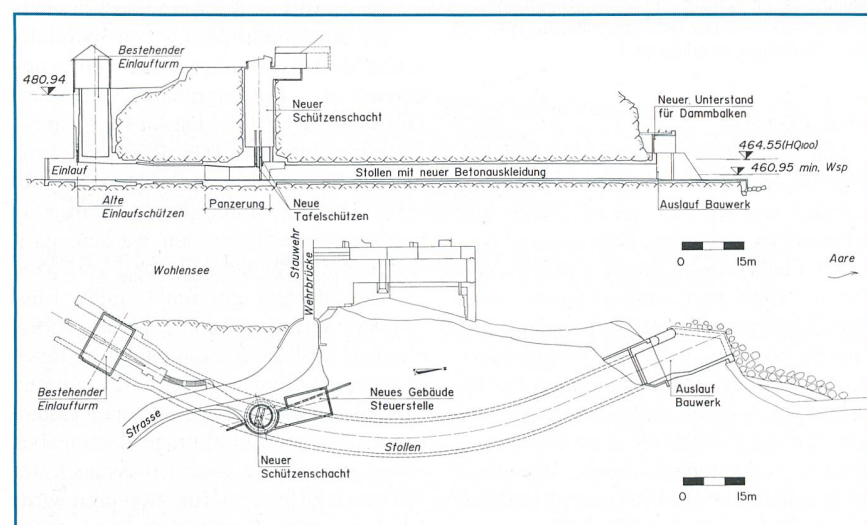 Bestehender
Einlaufturm
480.94
Neuer
Schützenschacht
Neuer Unterstand
für Dammbalken
464.55(HQ100)
460.95 min. Wsp
Einlauf
Stollen mit neuer Betonauskleidung
Alte
Einlaufschützen
Panzerung
Neue
Tafelschützen
Auslauf Bauwerk
0 15m
Wohlensee
Stauwehr
Wehrbrücke
Aare
Bestehender
Einlaufturm
Strasse
Neues Gebäude
Steuerstelle
Auslauf
Bauwerk
Stollen
Neuer
Schützenschacht
0 15m